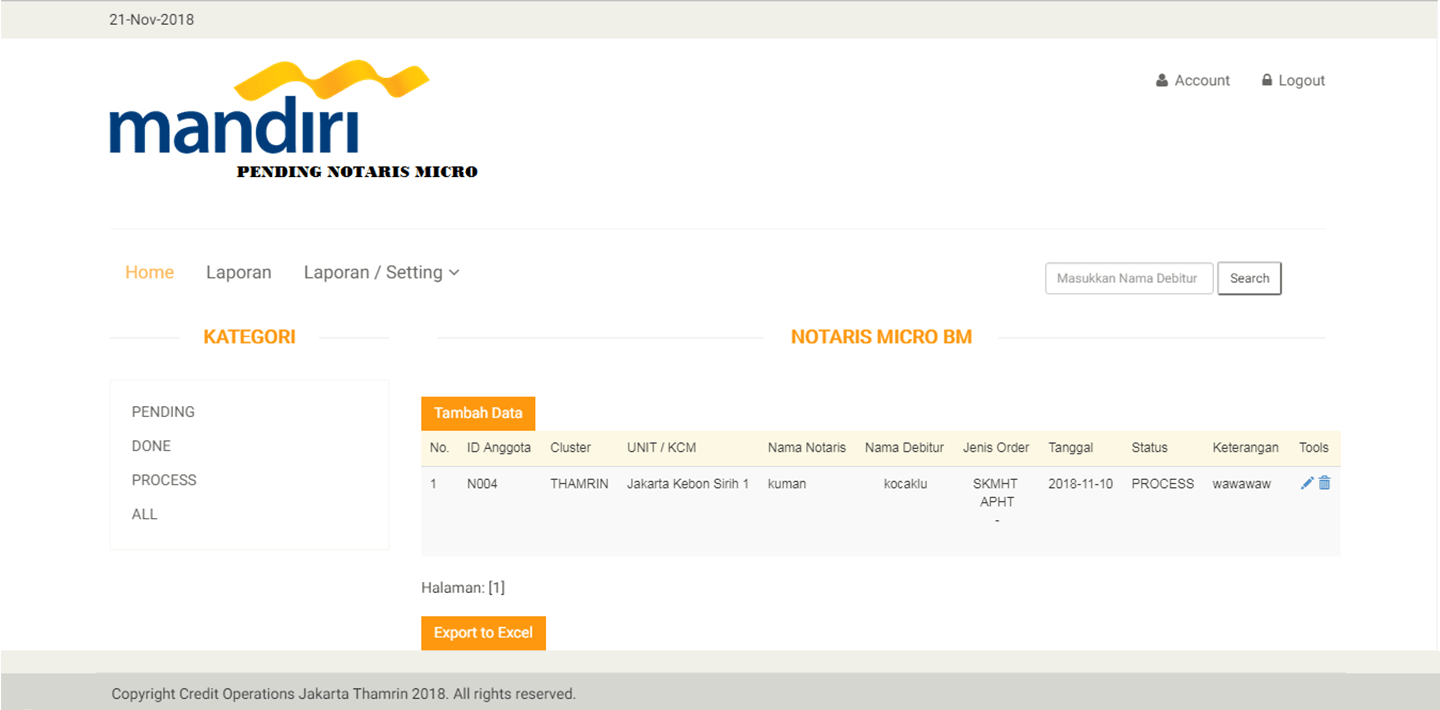 21-Nov-2018
Account Logout
mandırı
PENDING NOTARIS MICRO
Home Laporan Laporan / Setting
Masukkan Nama Debitur Search
KATEGORI
NOTARIS MICRO BM
PENDING
DONE
PROCESS
ALL
Tambah Data
No. ID Anggota Cluster UNIT / KCM Nama Notaris Nama Debitur Jenis Order Tanggal Status Keterangan Tools
1 N004 THAMRIN Jakarta Kebon Sirih 1 kuman kocaklu SKMHT 2018-11-10 PROCESS wawawaw
APHT
-
Halaman: [1]
Export to Excel
Copyright Credit Operations Jakarta Thamrin 2018. All rights reserved.